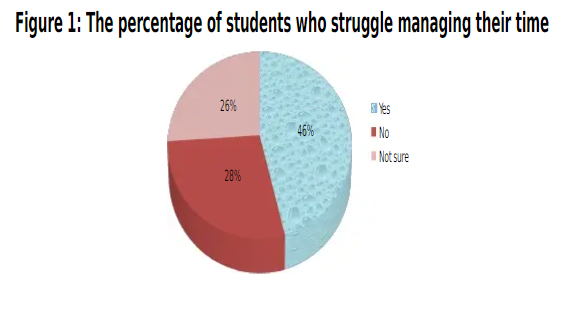 Figure 1: The percentage of students who struggle managing their time
26%
46%
28%
Yes
No
Not sure